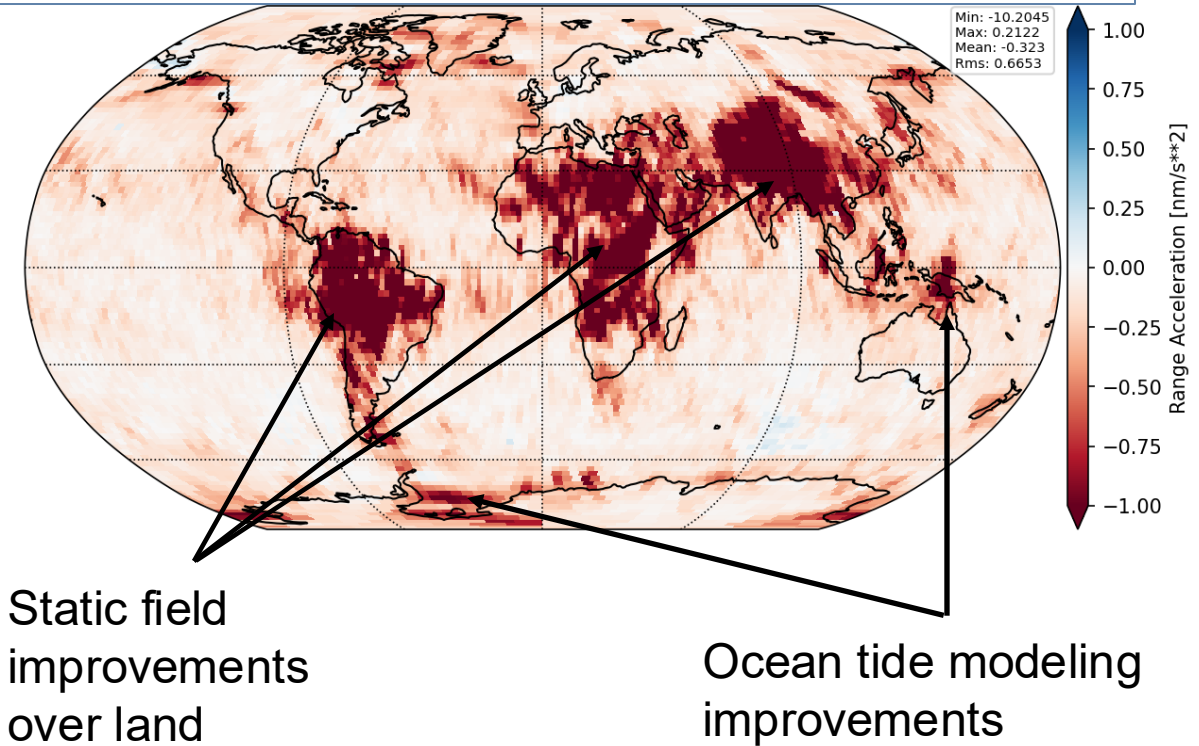 Min: -10.2045
Max: 0.2122
Mean: -0.323
Rms: 0.6653
1.00
0.75
0.50
0.25
0.00
−0.25
−0.50
−0.75
−1.00
Range Acceleration [nm/s**2]
Static field
improvements
over land
Ocean tide modeling
improvements